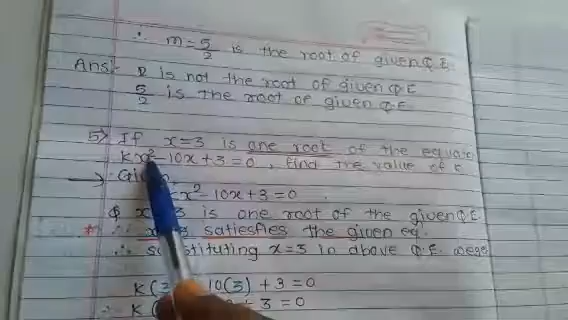 ∴ m = 5/2 is the root of given Q.E.
Ans:- 2 is not the root of given Q.E
5/2 is the root of given Q.E.
5) If x=3 is one root of the
kx²-10x+3=0, find the value of k
→
x²-10x+3=0
3 is one root of the given Q.E.
* ∴ satisfies the given eq.
∴ substituting x=3 in above Q.E. we get
K(3 10(3) +3=0
∴ K( +3=0